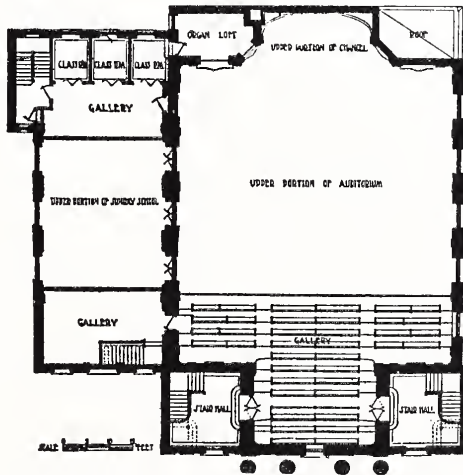 ORGAN LOFT
UPPER PORTION OF CHANCEL
ROOF
CLASS RM.
CLASS RM.
CLASS RM.
GALLERY
UPPER PORTION OF AUDITORIUM
UPPER PORTION OF SUNDAY SCHOOL
GALLERY
GALLERY
STAIR HALL
STAIR HALL
SCALE
FEET